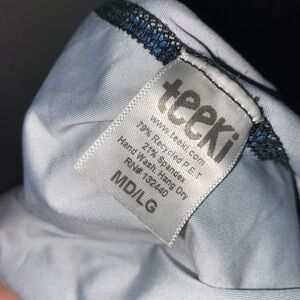 teeki
www.teeki.com
79% Recycled P.E.T
21% Spandex
Hand Wash. Hang Dry
RN# 132440
MD/LG